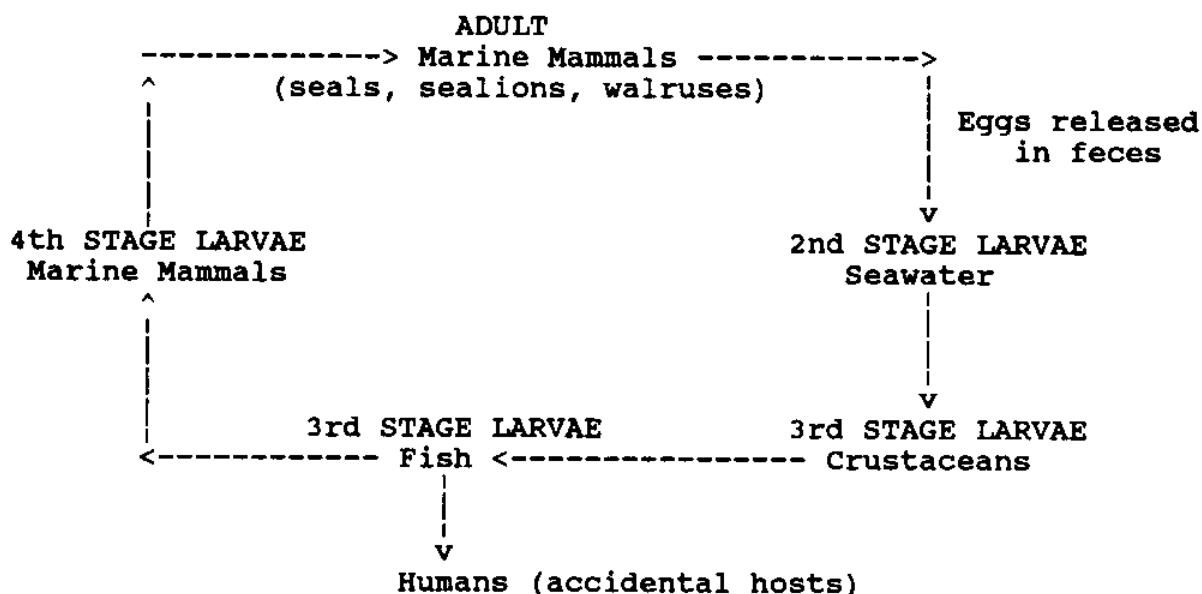 ADULT
Marine Mammals
(seals, sealions, walruses)
Eggs released
in feces
4th STAGE LARVAE
Marine Mammals
2nd STAGE LARVAE
Seawater
3rd STAGE LARVAE
Fish
3rd STAGE LARVAE
Crustaceans
Humans (accidental hosts)